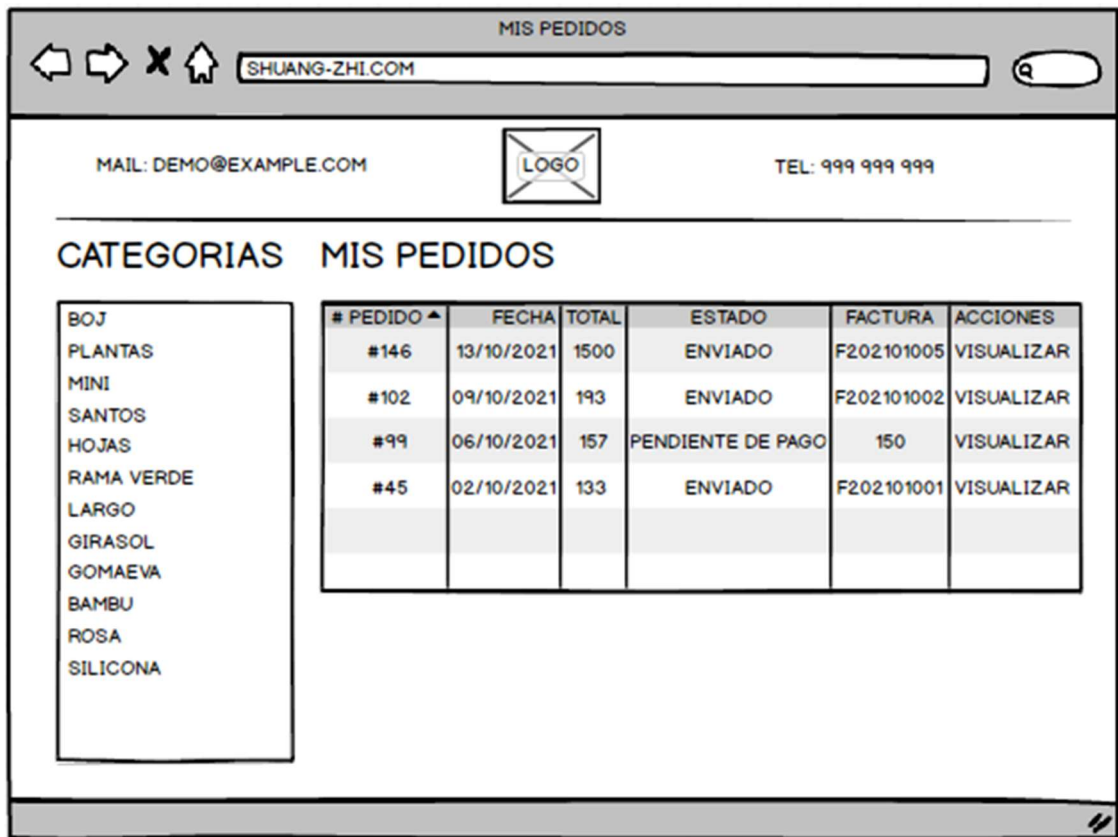 MIS PEDIDOS
SHUANG-ZHI.COM
MAIL: DEMO@EXAMPLE.COM
LOGO
TEL: 999 999 999
CATEGORIAS
BOJ
PLANTAS
MINI
SANTOS
HOJAS
RAMA VERDE
LARGO
GIRASOL
GOMAEVA
BAMBU
ROSA
SILICONA
MIS PEDIDOS
# PEDIDO FECHA TOTAL ESTADO FACTURA ACCIONES
#146 13/10/2021 1500 ENVIADO F202101005 VISUALIZAR
#102 09/10/2021 193 ENVIADO F202101002 VISUALIZAR
#99 06/10/2021 157 PENDIENTE DE PAGO 150 VISUALIZAR
#45 02/10/2021 133 ENVIADO F202101001 VISUALIZAR